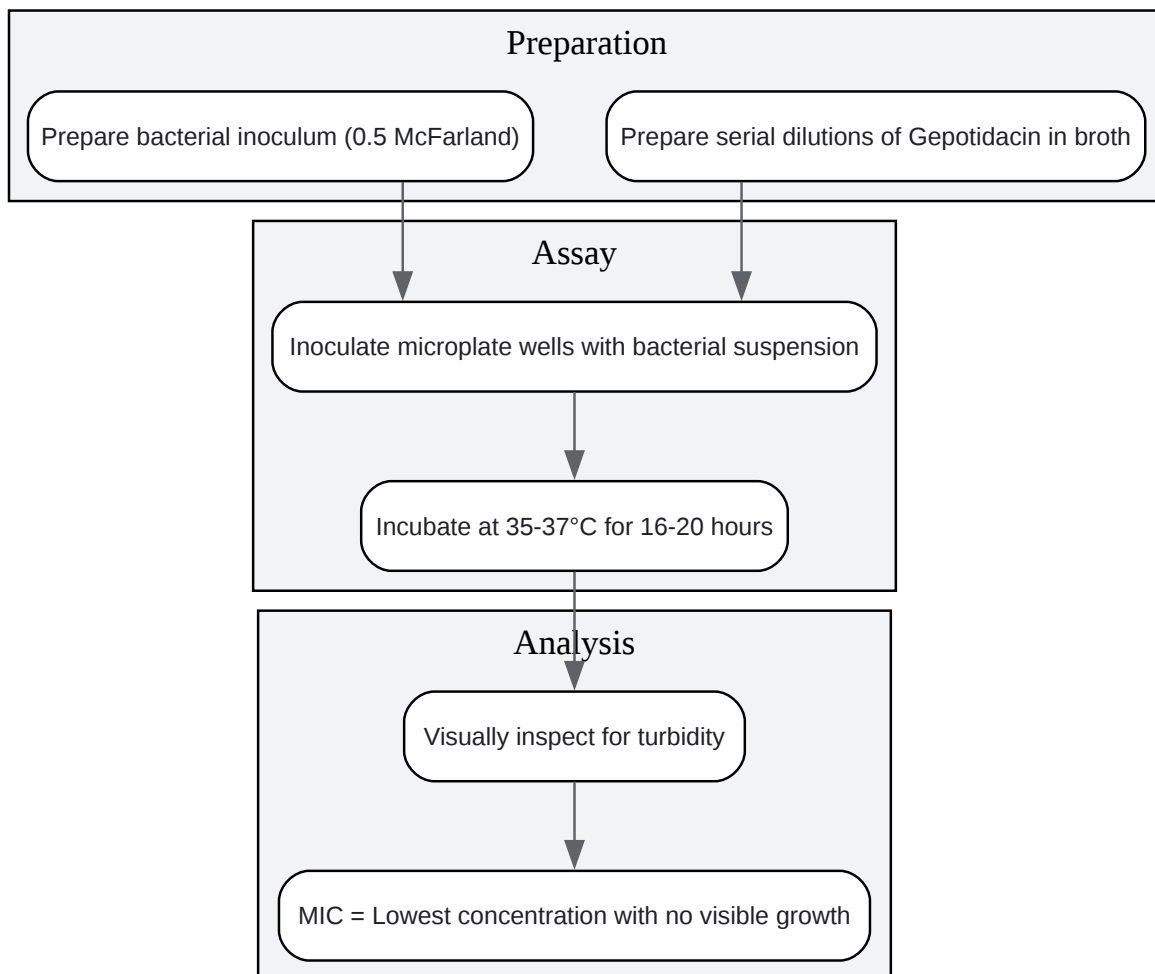 Preparation
Prepare bacterial inoculum (0.5 McFarland)
Prepare serial dilutions of Gepotidacin in broth
Assay
Inoculate microplate wells with bacterial suspension
Incubate at 35-37°C for 16-20 hours
Analysis
Visually inspect for turbidity
MIC = Lowest concentration with no visible growth